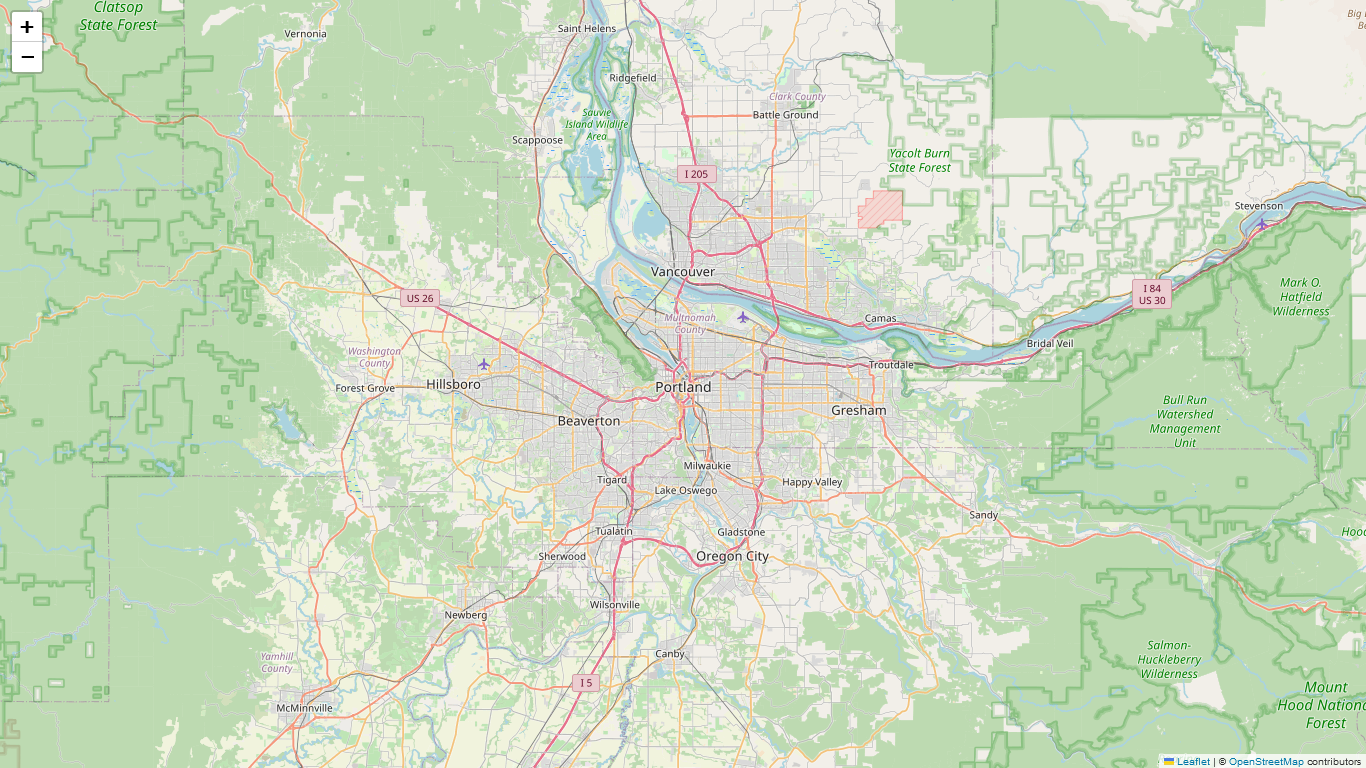 Clatsop
State Forest
+
−
Vernonia
Saint Helens
Big
Be
Ridgefield
Clark County
Sauvie
Island Wildlife
Area
Battle Ground
Scappoose
Yacolt Burn
State Forest
I 205
Stevenson
Vancouver
Mark O.
Hatfield
Wilderness
US 26
I 84
US 30
Multnomah
County
Camas
Bridal Veil
Washington
County
Troutdale
Forest Grove
Hillsboro
Portland
Gresham
Bull Run
Watershed
Management
Unit
Beaverton
Milwaukie
Tigard
Happy Valley
Lake Oswego
Sandy
Tualatin
Gladstone
Hood
Sherwood
Oregon City
Wilsonville
Newberg
Canby
Yamhill
County
Salmon-
Huckleberry
Wilderness
I 5
Mount
Hood Nationa
Forest
McMinnville
Leaflet | © OpenStreetMap contributors